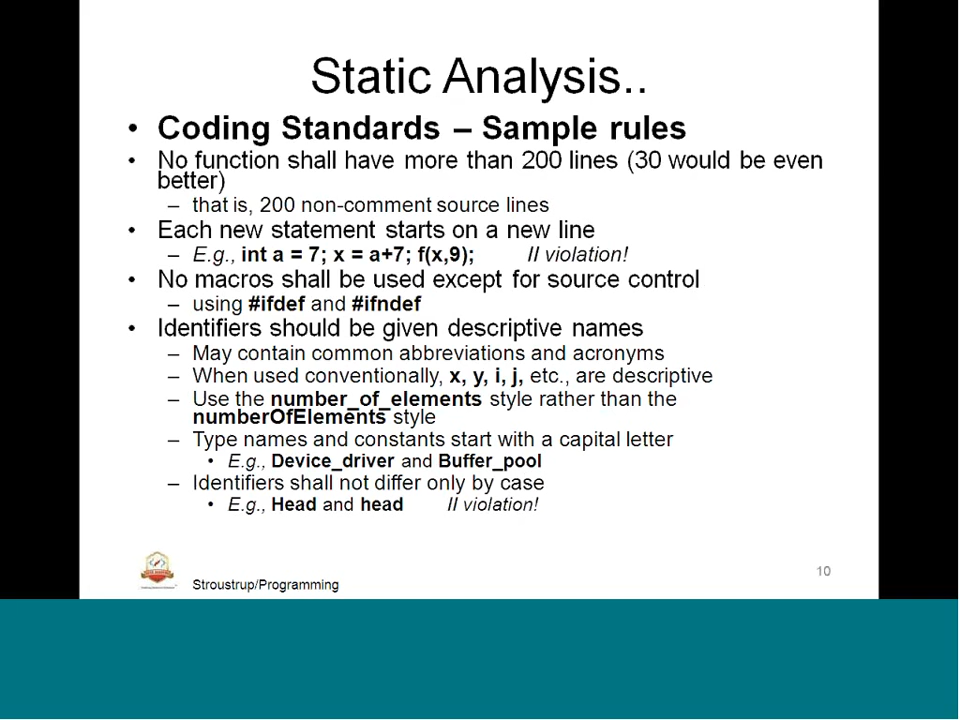 Static Analysis..
• Coding Standards – Sample rules
• No function shall have more than 200 lines (30 would be even
better)
– that is, 200 non-comment source lines
• Each new statement starts on a new line
– E.g., int a = 7; x = a+7; f(x,9); // violation!
• No macros shall be used except for source control
– using #ifdef and #ifndef
• Identifiers should be given descriptive names
– May contain common abbreviations and acronyms
– When used conventionally, x, y, i, j, etc., are descriptive
– Use the number_of_elements style rather than the
numberOfElements style
– Type names and constants start with a capital letter
• E.g., Device_driver and Buffer_pool
– Identifiers shall not differ only by case
• E.g., Head and head // violation!
Stroustrup/Programming
10